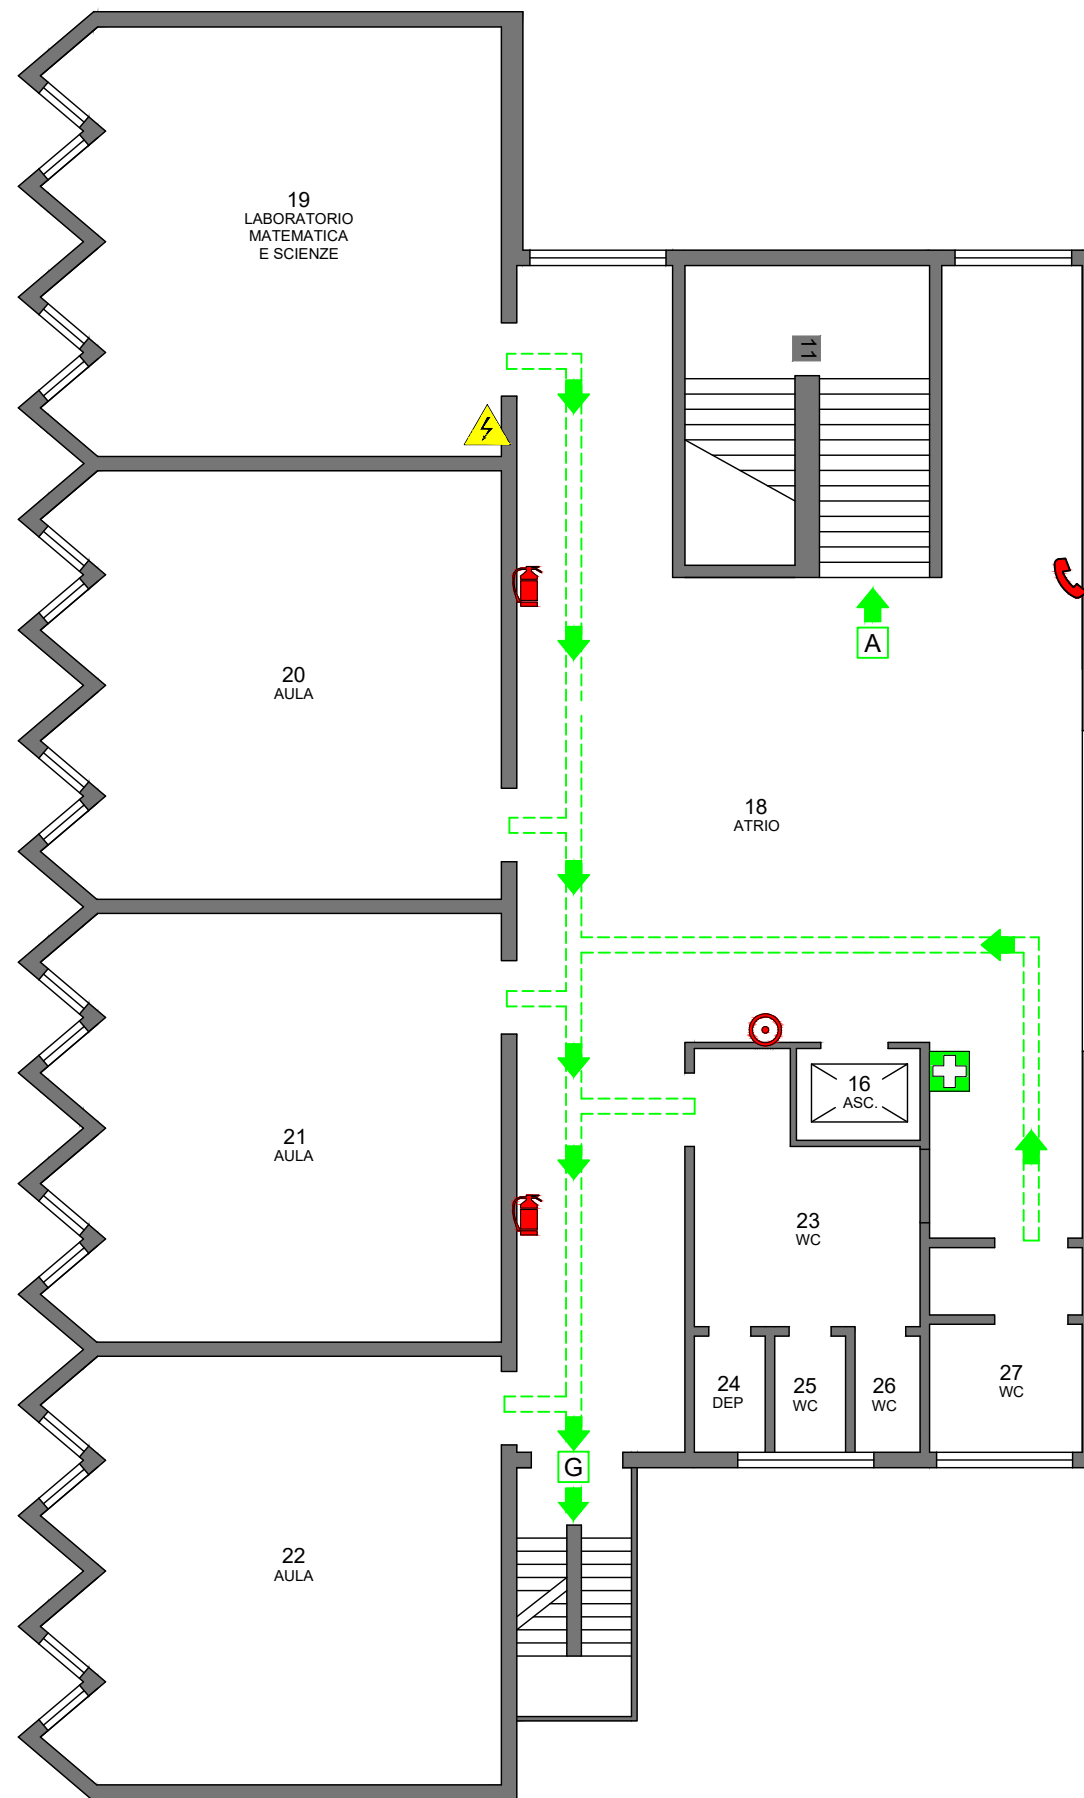 19
LABORATORIO
MATEMATICA
E SCIENZE
11
A
20
AULA
18
ATRIO
16
ASC.
21
AULA
23
WC
24
DEP
25
WC
26
WC
27
WC
G
22
AULA